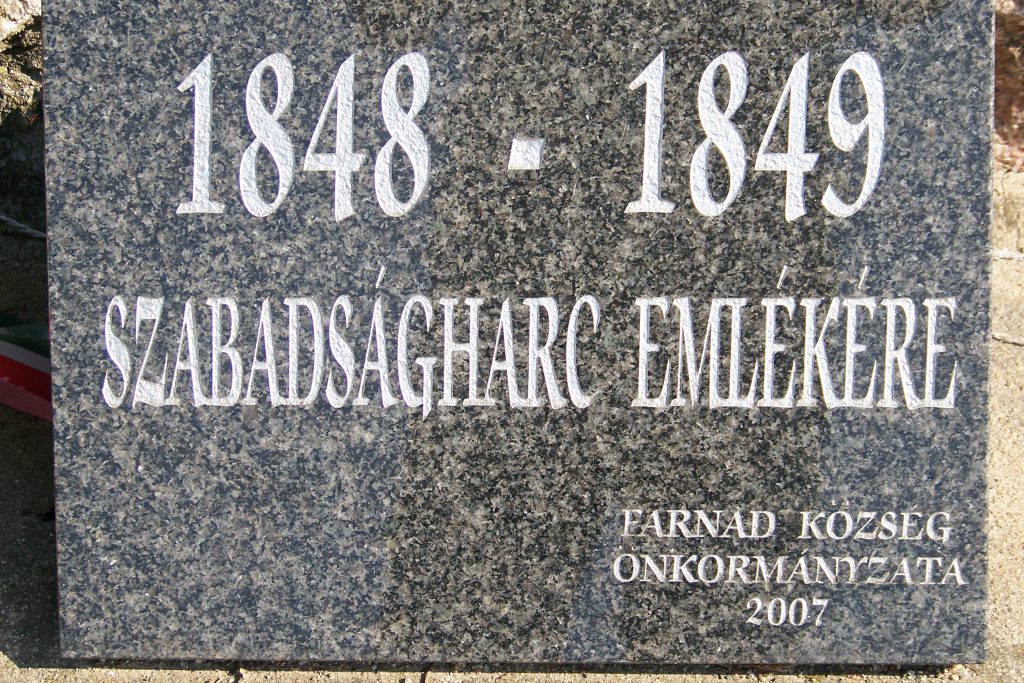 1848 - 1849
SZABADSÁGHARC EMLÉKÉRE
FARNAD KÖZSÉG
ÖNKORMÁNYZATA
2007